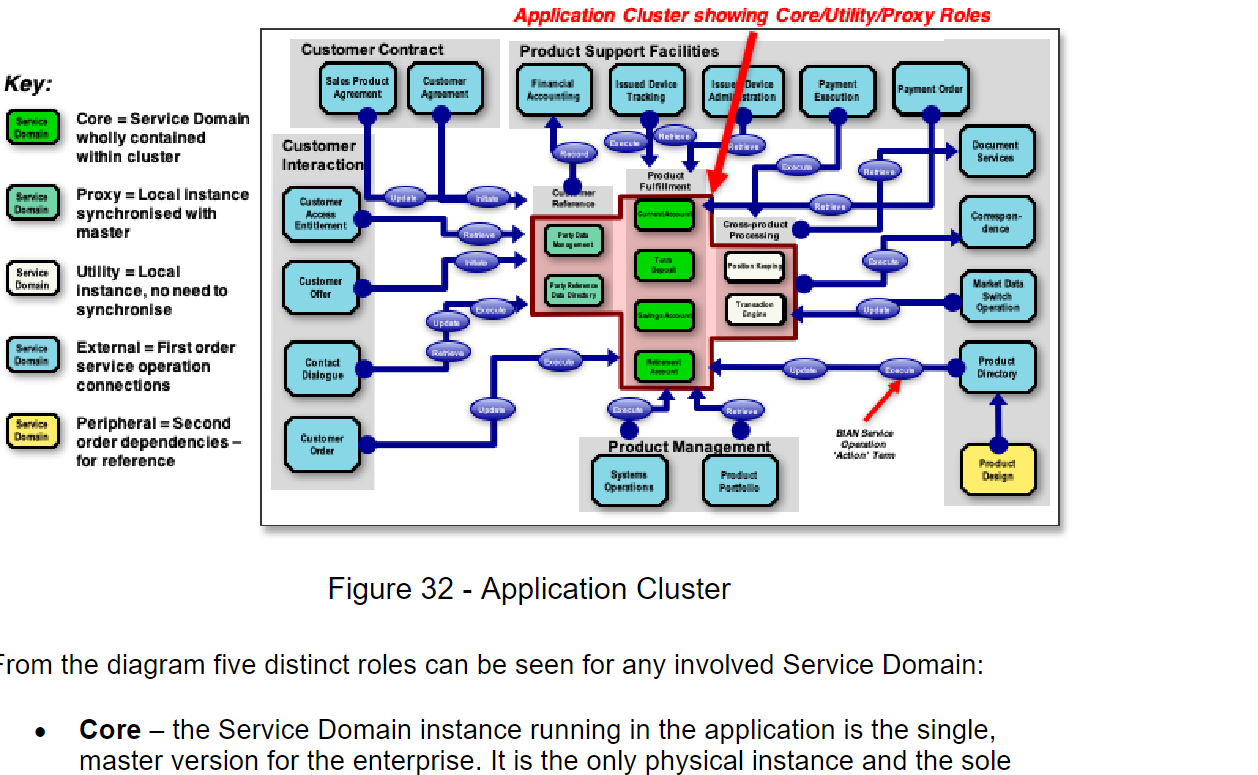 Application Cluster showing Core/Utility/Proxy Roles
Key:
Service
Domain
Core = Service Domain
wholly contained
within cluster
Service
Domain
Proxy = Local instance
synchronised with
master
Service
Domain
Utility = Local
instance, no need to
synchronise
Service
Domain
External = First order
service operation
connections
Service
Domain
Peripheral = Second
order dependencies –
for reference
Customer Contract
Sales Product
Agreement
Customer
Agreement
Product Support Facilities
Financial
Accounting
Issued Device
Tracking
Issued Device
Administration
Payment
Execution
Payment Order
Customer
Interaction
Customer
Access
Entitlement
Customer
Offer
Contact
Dialogue
Customer
Order
Update
Initiate
Retrieve
Initiate
Execute
Update
Retrieve
Execute
Update
Record
Execute
Retrieve
Retrieve
Execute
Retrieve
Retrieve
Execute
Update
Update
Execute
Execute
Retrieve
Reference
Party Data
Management
Party Reference
Data Directory
Product
Fulfillment
Current Account
Term
Deposit
Savings Account
Retirement
Account
Cross-product
Processing
Position Keeping
Transaction
Engine
Document
Services
Correspon-
dence
Market Data
Switch
Operation
Product
Directory
Product
Design
BIAN Service
Operation
'Action' Term
Product Management
Systems
Operations
Product
Portfolio
Figure 32 - Application Cluster
From the diagram five distinct roles can be seen for any involved Service Domain:
• Core – the Service Domain instance running in the application is the single,
master version for the enterprise. It is the only physical instance and the sole